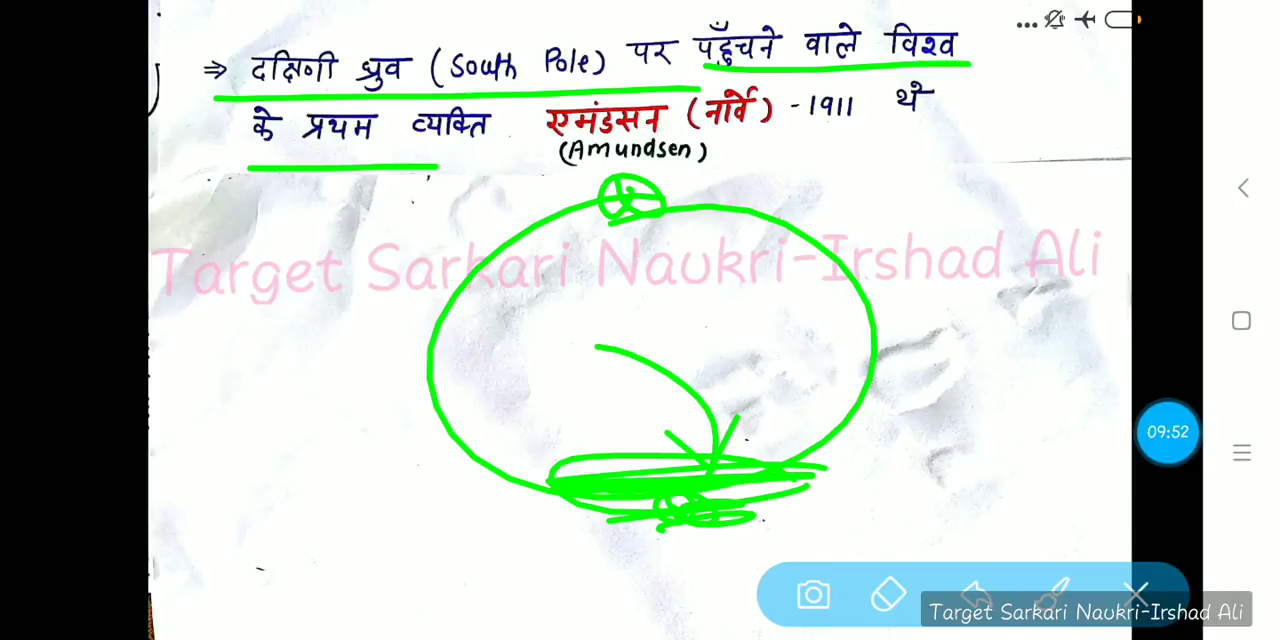 ⇒ दक्षिणी ध्रुव (South Pole) पर पहुँचने वाले विश्व
के प्रथम व्यक्ति एमंडसन (नार्वे) - 1911 थे
(Amundsen)
Target Sarkari Naukri-Irshad Ali
09:52
Target Sarkari Naukri-Irshad Ali